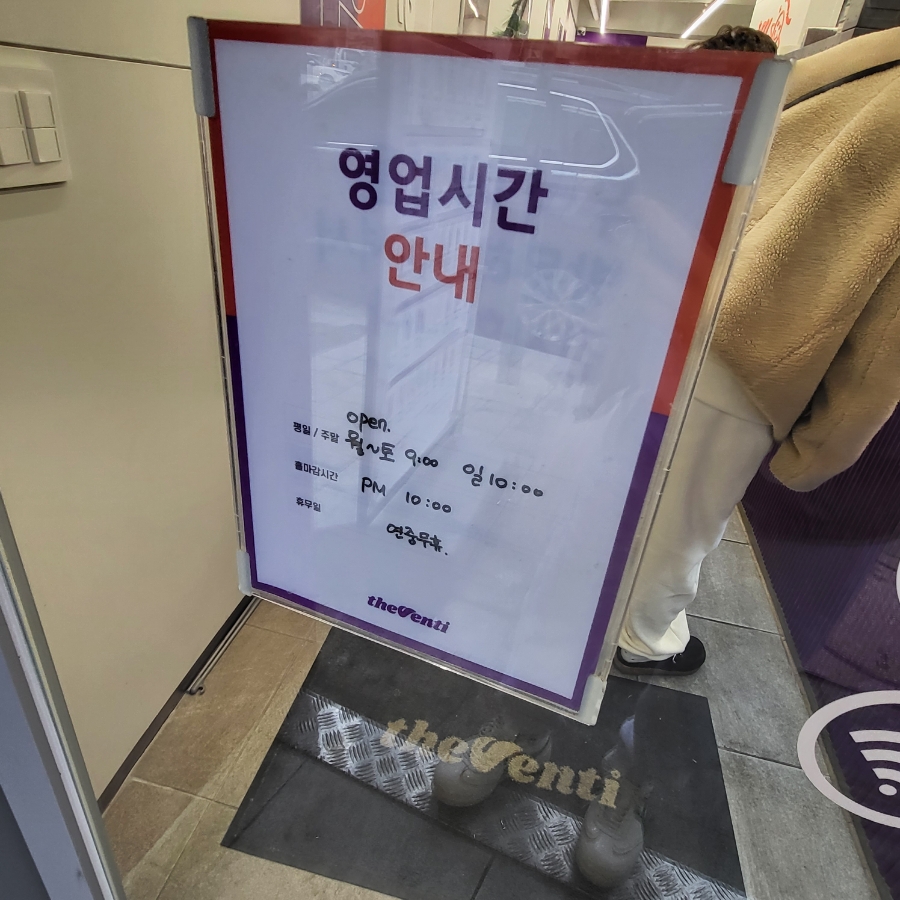 영업시간
안내
open.
평일 / 주말 월~토 9:00 일 10:00
홀마감시간 PM 10:00
휴무일
연중무휴.
theVenti
theVenti